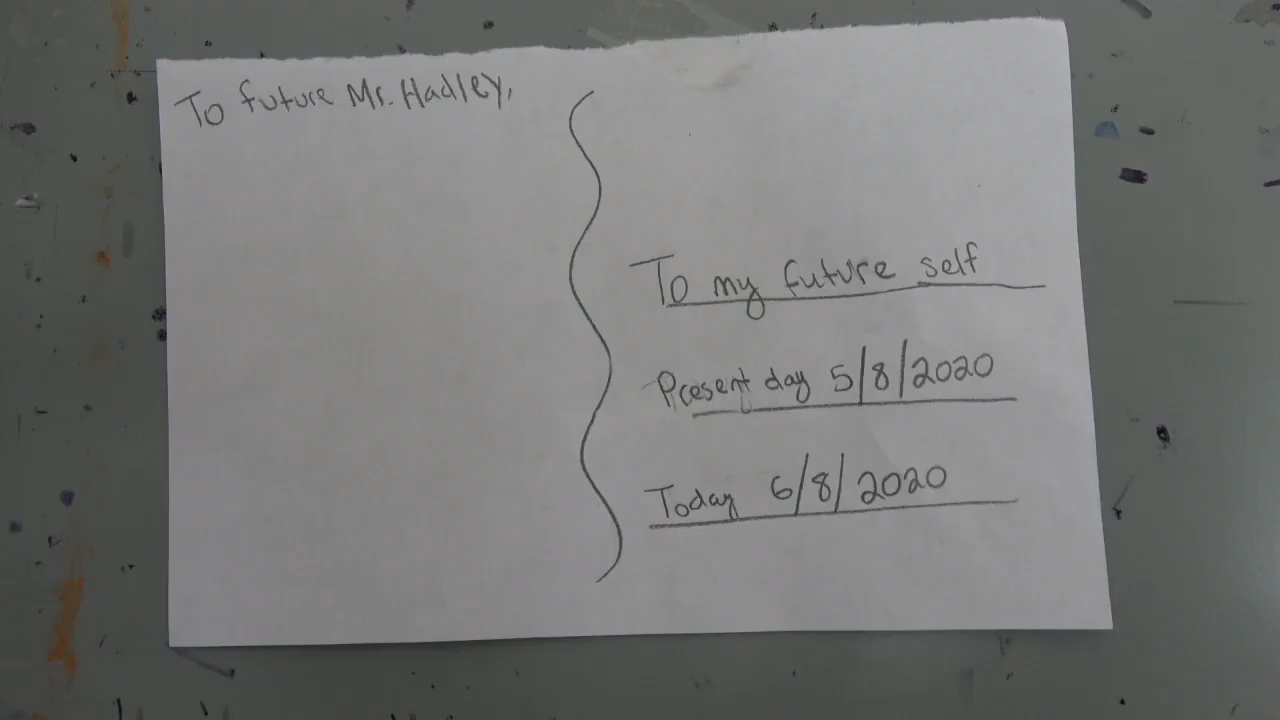 To future Mr. Hadley,
To my future self
Present day 5/8/2020
Today 6/8/2020